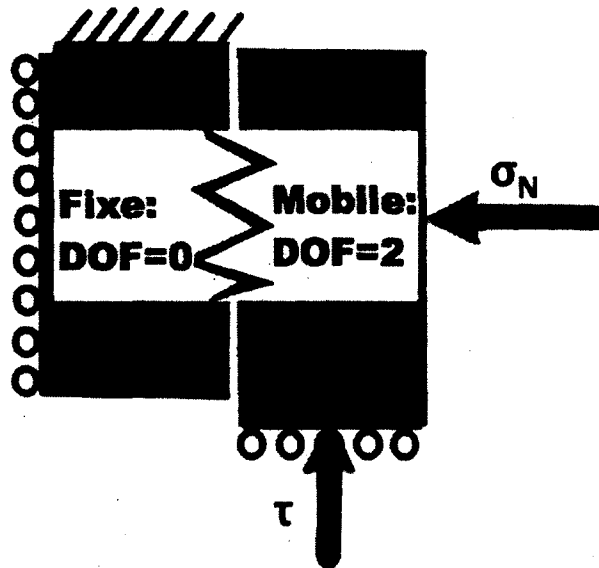 Fixe:
DOF=0
Mobile:
DOF=2
σN
τ